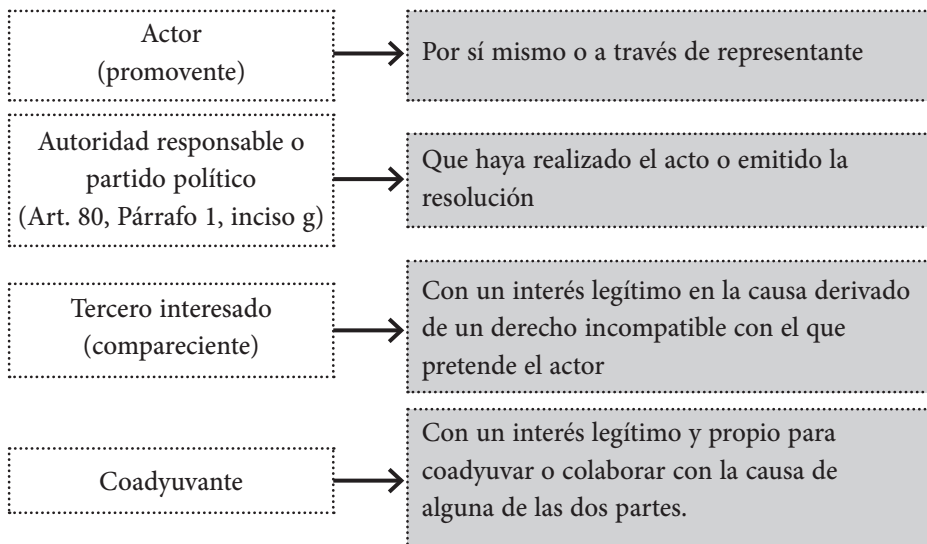 Actor
(promovente)
Por sí mismo o a través de representante
Autoridad responsable o
partido político
(Art. 80, Párrafo 1, inciso g)
Que haya realizado el acto o emitido la
resolución
Tercero interesado
(compareciente)
Con un interés legítimo en la causa derivado
de un derecho incompatible con el que
pretende el actor
Coadyuvante
Con un interés legítimo y propio para
coadyuvar o colaborar con la causa de
alguna de las dos partes.